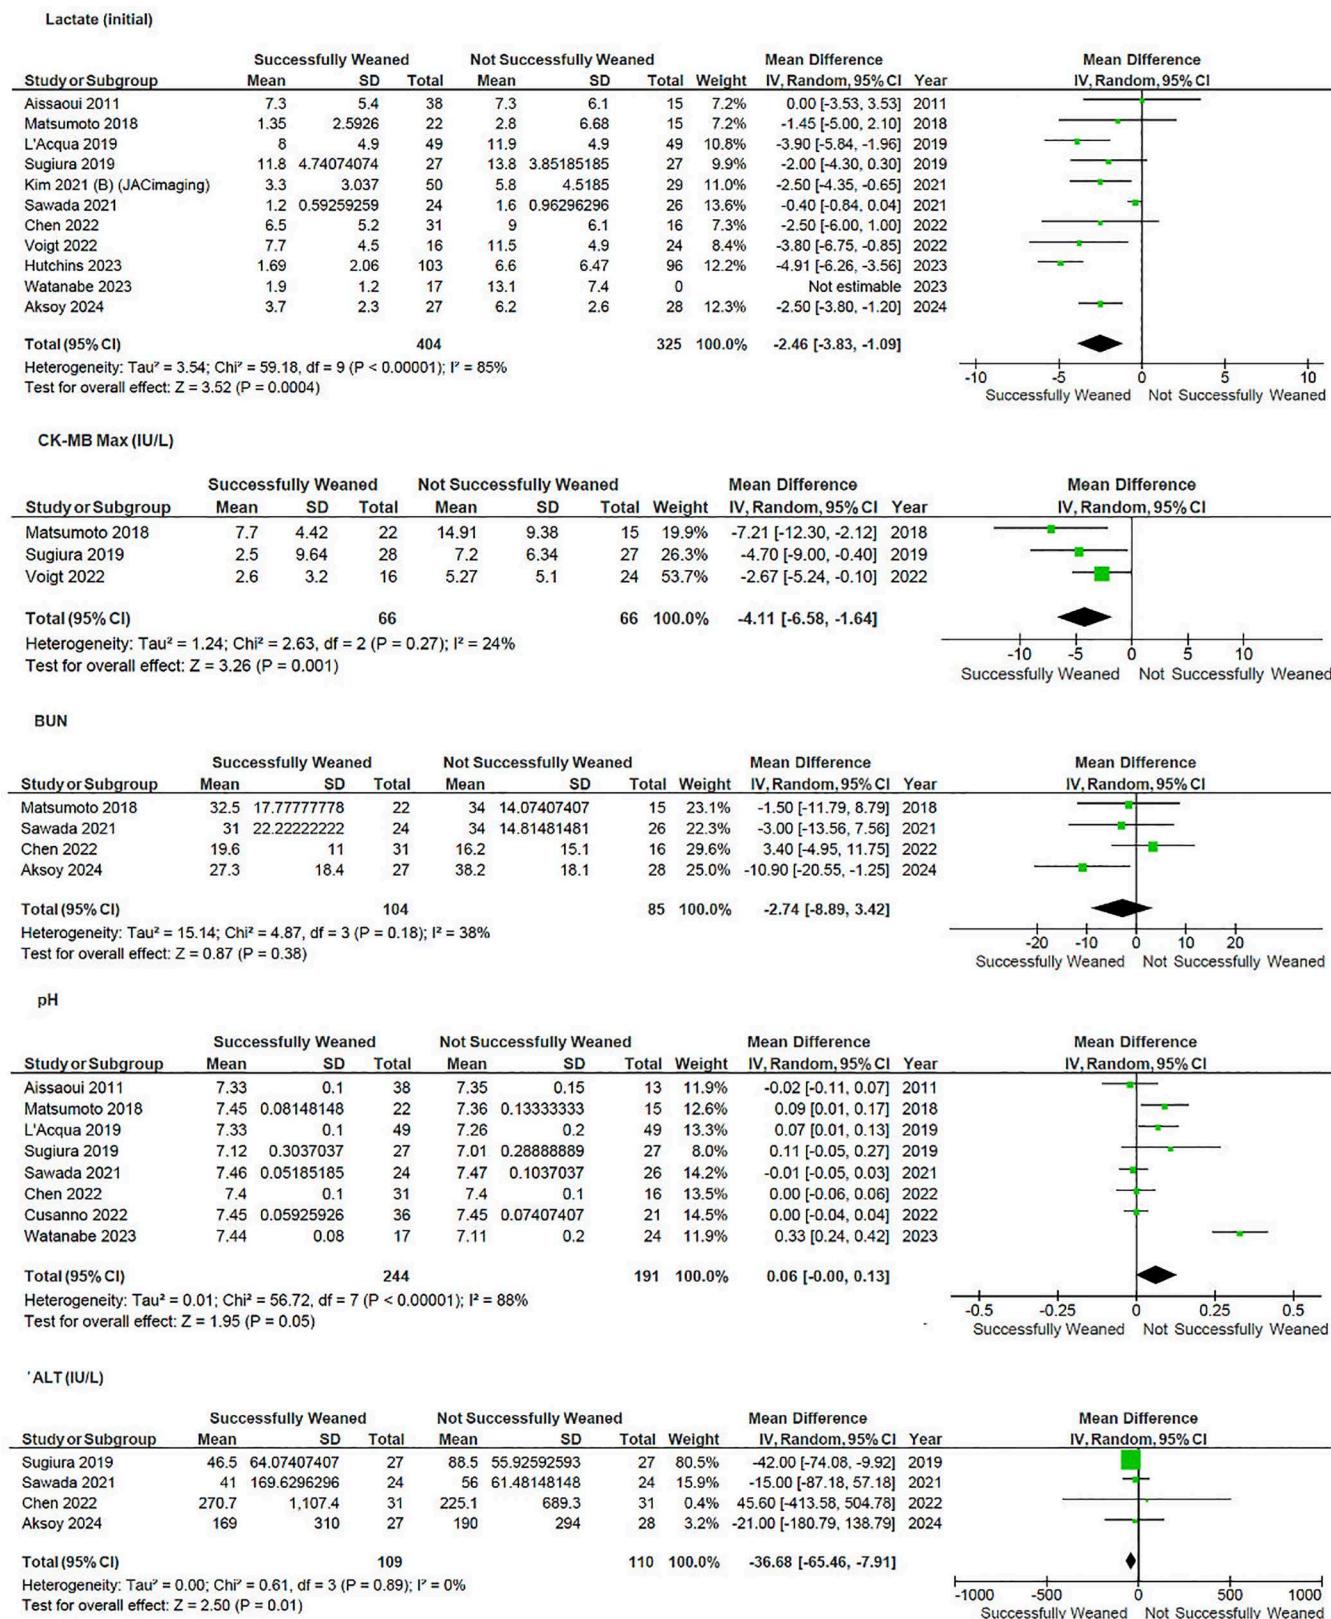 Lactate (initial)
Successfully Weaned Not Successfully Weaned Mean Difference Mean Difference
Study or Subgroup Mean SD Total Mean SD Total Weight IV, Random, 95% CI Year IV, Random, 95% CI
Aissaoui 2011 7.3 5.4 38 7.3 6.1 15 7.2% 0.00 [-3.53, 3.53] 2011
Matsumoto 2018 1.35 2.5926 22 2.8 6.68 15 7.2% -1.45 [-5.00, 2.10] 2018
L'Acqua 2019 8 4.9 49 11.9 4.9 49 10.8% -3.90 [-5.84, -1.96] 2019
Sugiura 2019 11.8 4.74074074 27 13.8 3.85185185 27 9.9% -2.00 [-4.30, 0.30] 2019
Kim 2021 (B) (JACimaging) 3.3 3.037 50 5.8 4.5185 29 11.0% -2.50 [-4.35, -0.65] 2021
Sawada 2021 1.2 0.59259259 24 1.6 0.96296296 26 13.6% -0.40 [-0.84, 0.04] 2021
Chen 2022 6.5 5.2 31 9 6.1 16 7.3% -2.50 [-6.00, 1.00] 2022
Voigt 2022 7.7 4.5 16 11.5 4.9 24 8.4% -3.80 [-6.75, -0.85] 2022
Hutchins 2023 1.69 2.06 103 6.6 6.47 96 12.2% -4.91 [-6.26, -3.56] 2023
Watanabe 2023 1.9 1.2 17 13.1 7.4 0 Not estimable 2023
Aksoy 2024 3.7 2.3 27 6.2 2.6 28 12.3% -2.50 [-3.80, -1.20] 2024
Total (95% CI) 404 325 100.0% -2.46 [-3.83, -1.09]
Heterogeneity: Tau² = 3.54; Chi² = 59.18, df = 9 (P < 0.00001); I² = 85%
Test for overall effect: Z = 3.52 (P = 0.0004)
-10 -5 0 5 10
Successfully Weaned Not Successfully Weaned
CK-MB Max (IU/L)
Successfully Weaned Not Successfully Weaned Mean Difference Mean Difference
Study or Subgroup Mean SD Total Mean SD Total Weight IV, Random, 95% CI Year IV, Random, 95% CI
Matsumoto 2018 7.7 4.42 22 14.91 9.38 15 19.9% -7.21 [-12.30, -2.12] 2018
Sugiura 2019 2.5 9.64 28 7.2 6.34 27 26.3% -4.70 [-9.00, -0.40] 2019
Voigt 2022 2.6 3.2 16 5.27 5.1 24 53.7% -2.67 [-5.24, -0.10] 2022
Total (95% CI) 66 66 100.0% -4.11 [-6.58, -1.64]
Heterogeneity: Tau² = 1.24; Chi² = 2.63, df = 2 (P = 0.27); I² = 24%
Test for overall effect: Z = 3.26 (P = 0.001)
-10 -5 0 5 10
Successfully Weaned Not Successfully Weaned
BUN
Successfully Weaned Not Successfully Weaned Mean Difference Mean Difference
Study or Subgroup Mean SD Total Mean SD Total Weight IV, Random, 95% CI Year IV, Random, 95% CI
Matsumoto 2018 32.5 17.77777778 22 34 14.07407407 15 23.1% -1.50 [-11.79, 8.79] 2018
Sawada 2021 31 22.22222222 24 34 14.81481481 26 22.3% -3.00 [-13.56, 7.56] 2021
Chen 2022 19.6 11 31 16.2 15.1 16 29.6% 3.40 [-4.95, 11.75] 2022
Aksoy 2024 27.3 18.4 27 38.2 18.1 28 25.0% -10.90 [-20.55, -1.25] 2024
Total (95% CI) 104 85 100.0% -2.74 [-8.89, 3.42]
Heterogeneity: Tau² = 15.14; Chi² = 4.87, df = 3 (P = 0.18); I² = 38%
Test for overall effect: Z = 0.87 (P = 0.38)
-20 -10 0 10 20
Successfully Weaned Not Successfully Weaned
pH
Successfully Weaned Not Successfully Weaned Mean Difference Mean Difference
Study or Subgroup Mean SD Total Mean SD Total Weight IV, Random, 95% CI Year IV, Random, 95% CI
Aissaoui 2011 7.33 0.1 38 7.35 0.15 13 11.9% -0.02 [-0.11, 0.07] 2011
Matsumoto 2018 7.45 0.08148148 22 7.36 0.13333333 15 12.6% 0.09 [0.01, 0.17] 2018
L'Acqua 2019 7.33 0.1 49 7.26 0.2 49 13.3% 0.07 [0.01, 0.13] 2019
Sugiura 2019 7.12 0.3037037 27 7.01 0.28888889 27 8.0% 0.11 [-0.05, 0.27] 2019
Sawada 2021 7.46 0.05185185 24 7.47 0.1037037 26 14.2% -0.01 [-0.05, 0.03] 2021
Chen 2022 7.4 0.1 31 7.4 0.1 16 13.5% 0.00 [-0.06, 0.06] 2022
Cusanno 2022 7.45 0.05925926 36 7.45 0.07407407 21 14.5% 0.00 [-0.04, 0.04] 2022
Watanabe 2023 7.44 0.08 17 7.11 0.2 24 11.9% 0.33 [0.24, 0.42] 2023
Total (95% CI) 244 191 100.0% 0.06 [-0.00, 0.13]
Heterogeneity: Tau² = 0.01; Chi² = 56.72, df = 7 (P < 0.00001); I² = 88%
Test for overall effect: Z = 1.95 (P = 0.05)
-0.5 -0.25 0 0.25 0.5
Successfully Weaned Not Successfully Weaned
'ALT (IU/L)
Successfully Weaned Not Successfully Weaned Mean Difference Mean Difference
Study or Subgroup Mean SD Total Mean SD Total Weight IV, Random, 95% CI Year IV, Random, 95% CI
Sugiura 2019 46.5 64.07407407 27 88.5 55.92592593 27 80.5% -42.00 [-74.08, -9.92] 2019
Sawada 2021 41 169.6296296 24 56 61.48148148 24 15.9% -15.00 [-87.18, 57.18] 2021
Chen 2022 270.7 1,107.4 31 225.1 689.3 31 0.4% 45.60 [-413.58, 504.78] 2022
Aksoy 2024 169 310 27 190 294 28 3.2% -21.00 [-180.79, 138.79] 2024
Total (95% CI) 109 110 100.0% -36.68 [-65.46, -7.91]
Heterogeneity: Tau² = 0.00; Chi² = 0.61, df = 3 (P = 0.89); I² = 0%
Test for overall effect: Z = 2.50 (P = 0.01)
-1000 -500 0 500 1000
Successfully Weaned Not Successfully Weaned